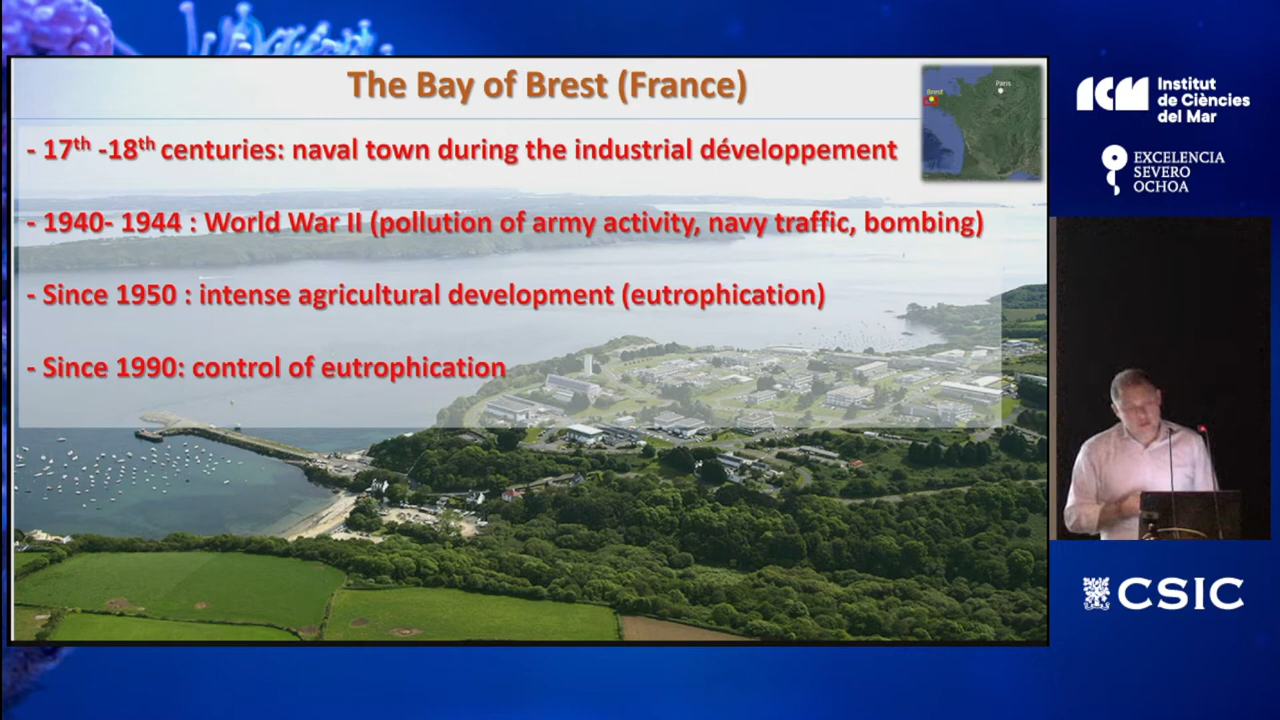 The Bay of Brest (France)
Paris
Brest
- 17th -18th centuries: naval town during the industrial développement
- 1940- 1944 : World War II (pollution of army activity, navy traffic, bombing)
- Since 1950 : intense agricultural development (eutrophication)
- Since 1990: control of eutrophication
ICM
Institut
de Ciències
del Mar
EXCELENCIA
SEVERO
OCHOA
CSIC